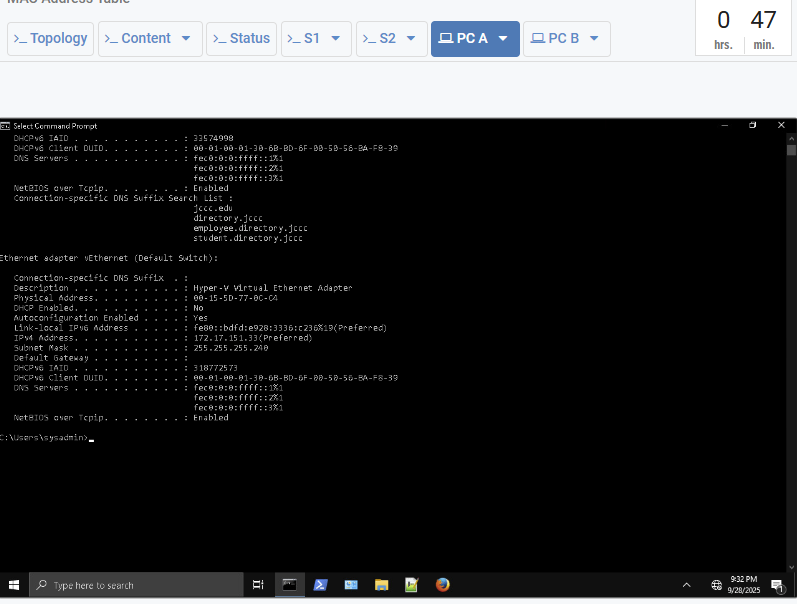 MAC Address Table
>_ Topology
>_ Content
>_ Status
>_ S1
>_ S2
PC A
PC B
0 47
hrs. min.
Select Command Prompt
DHCPv6 IAID . . . . . . . . . . . : 33574998
DHCPv6 Client DUID. . . . . . . . : 00-01-00-01-30-6B-BD-6F-00-50-56-BA-F8-39
DNS Servers . . . . . . . . . . . : fec0:0:0:ffff::1%1
fec0:0:0:ffff::2%1
fec0:0:0:ffff::3%1
NetBIOS over Tcpip. . . . . . . . : Enabled
Connection-specific DNS Suffix Search List :
jccc.edu
directory.jccc
employee.directory.jccc
student.directory.jccc
Ethernet adapter vEthernet (Default Switch):
Connection-specific DNS Suffix . :
Description . . . . . . . . . . . : Hyper-V Virtual Ethernet Adapter
Physical Address. . . . . . . . . : 00-15-5D-77-0C-C4
DHCP Enabled. . . . . . . . . . . : No
Autoconfiguration Enabled . . . . : Yes
Link-local IPv6 Address . . . . . : fe80::bdfd:e928:3336:c236%19(Preferred)
IPv4 Address. . . . . . . . . . . : 172.17.151.33(Preferred)
Subnet Mask . . . . . . . . . . . : 255.255.255.240
Default Gateway . . . . . . . . . :
DHCPv6 IAID . . . . . . . . . . . : 318772573
DHCPv6 Client DUID. . . . . . . . : 00-01-00-01-30-6B-BD-6F-00-50-56-BA-F8-39
DNS Servers . . . . . . . . . . . : fec0:0:0:ffff::1%1
fec0:0:0:ffff::2%1
fec0:0:0:ffff::3%1
NetBIOS over Tcpip. . . . . . . . : Enabled
C:\Users\sysadmin>
Type here to search
9:32 PM
9/28/2025
1